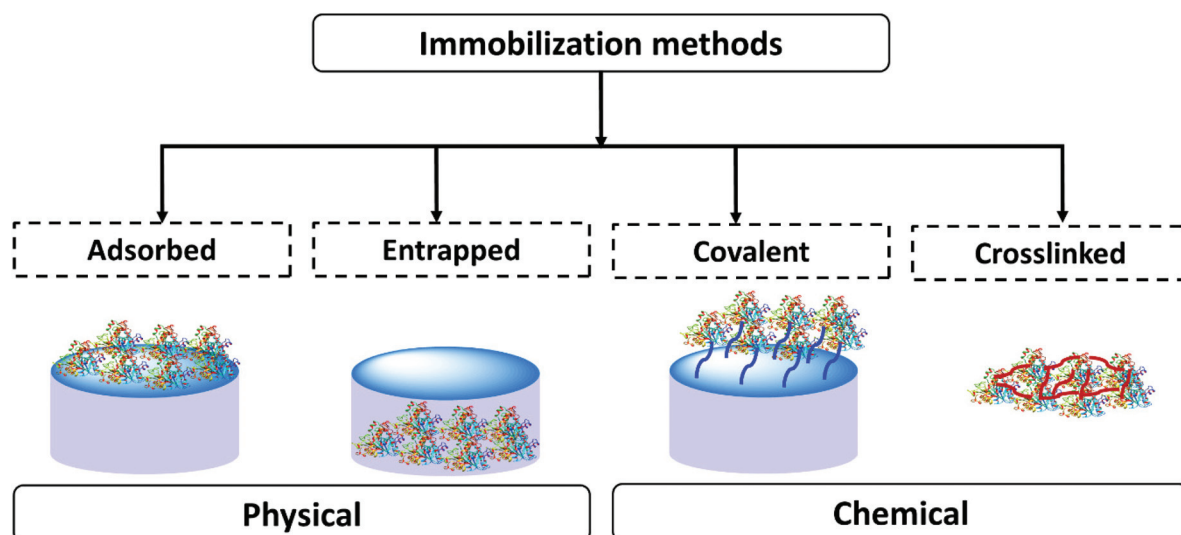 Immobilization methods
Adsorbed
Entrapped
Covalent
Crosslinked
Physical
Chemical